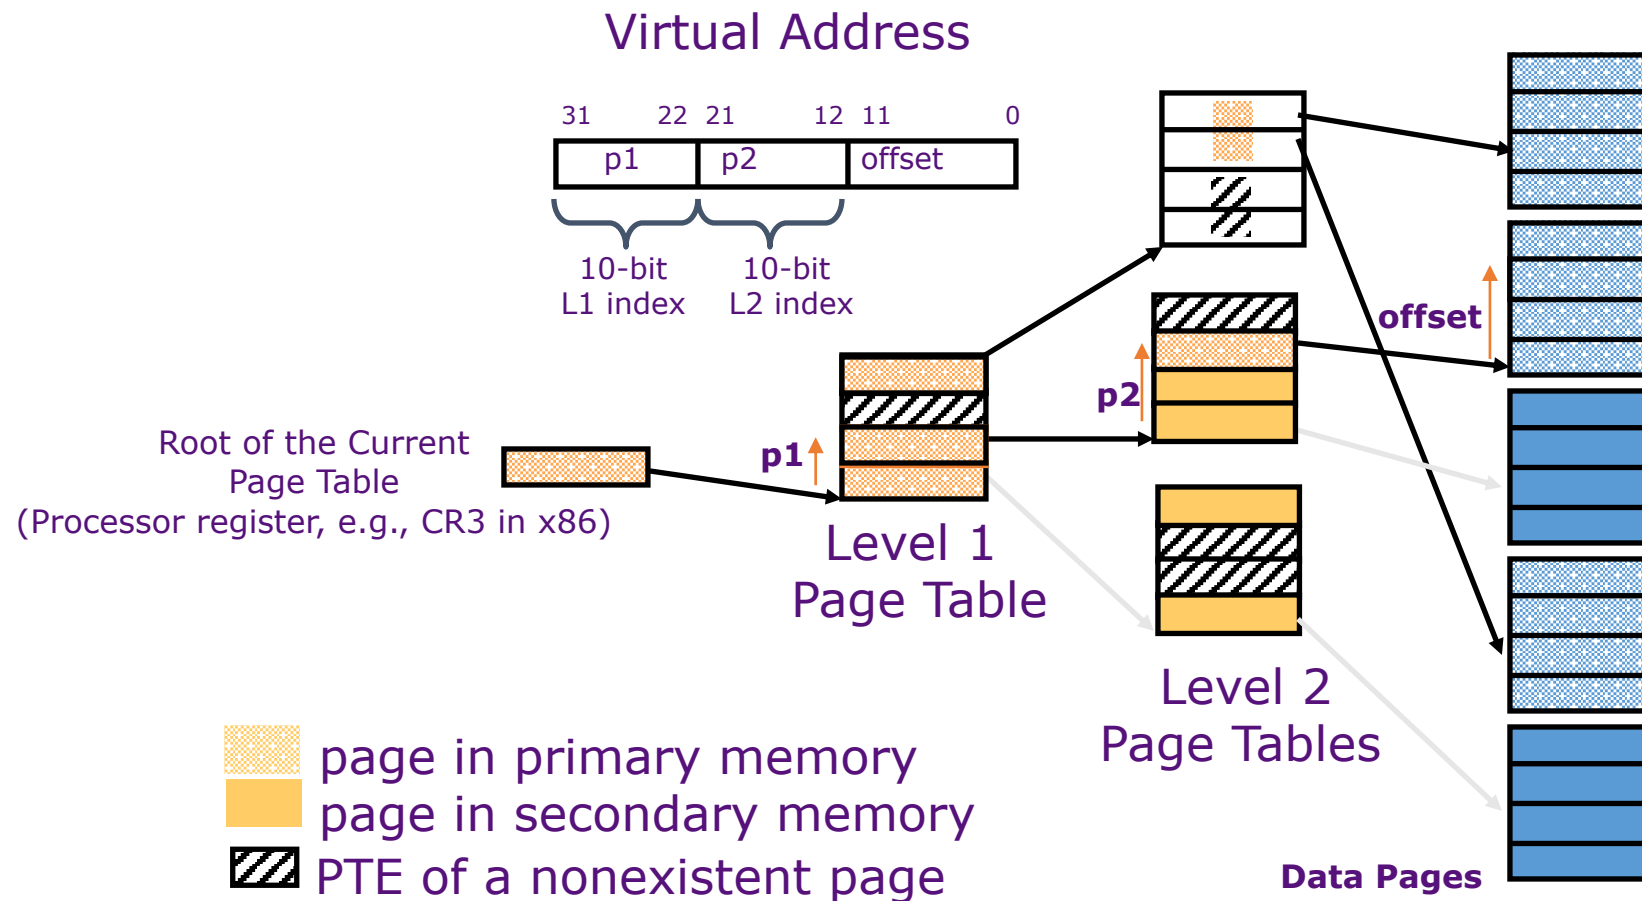 Virtual Address
31 22 21 12 11 0
p1 p2 offset
10-bit
L1 index
10-bit
L2 index
offset
p2
p1
Root of the Current
Page Table
(Processor register, e.g., CR3 in x86)
Level 1
Page Table
Level 2
Page Tables
page in primary memory
page in secondary memory
PTE of a nonexistent page
Data Pages